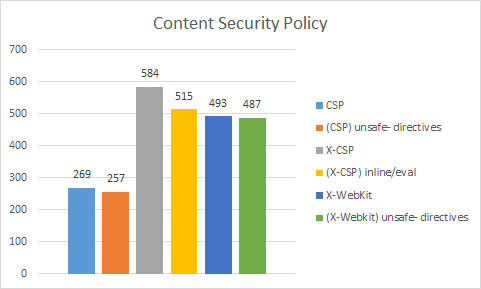 Content Security Policy
700
600
500
400
300
200
100
0
269
257
584
515
493
487
CSP
(CSP) unsafe- directives
X-CSP
(X-CSP) inline/eval
X-WebKit
(X-Webkit) unsafe- directives